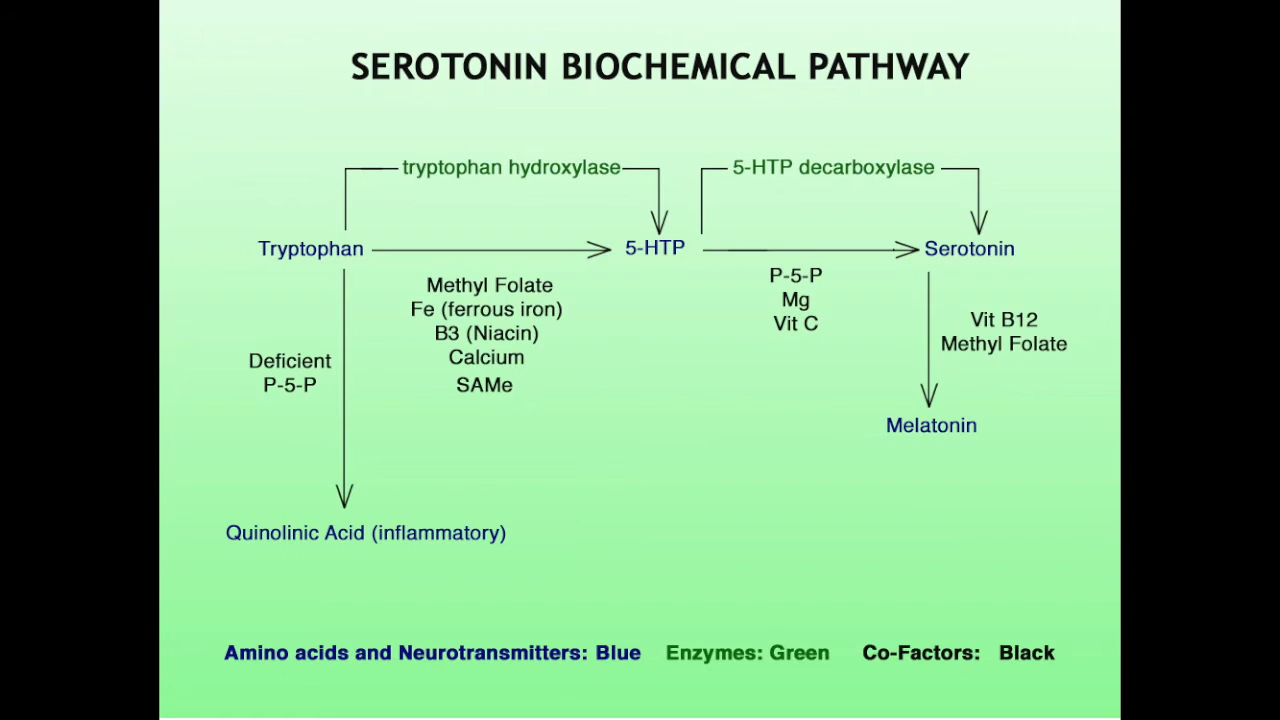 SEROTONIN BIOCHEMICAL PATHWAY
tryptophan hydroxylase
5-HTP decarboxylase
Tryptophan
5-HTP
Serotonin
Methyl Folate
Fe (ferrous iron)
B3 (Niacin)
Calcium
SAMe
P-5-P
Mg
Vit C
Vit B12
Methyl Folate
Deficient
P-5-P
Melatonin
Quinolinic Acid (inflammatory)
Amino acids and Neurotransmitters: Blue Enzymes: Green Co-Factors: Black